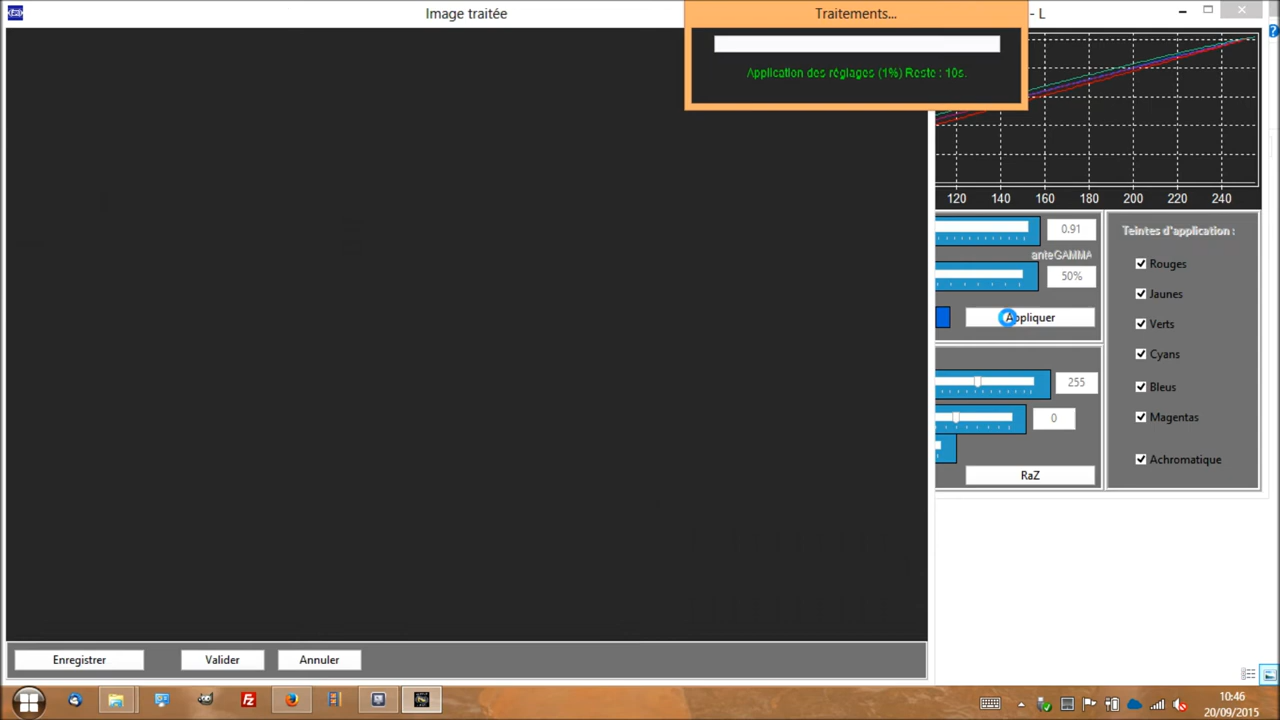 Image traitée
Traitements...
- L
Application des réglages (1%) Reste : 10s.
120 140 160 180 200 220 240
0.91
anteGAMMA
50%
Appliquer
255
0
RaZ
Teintes d'application :
Rouges
Jaunes
Verts
Cyans
Bleus
Magentas
Achromatique
Enregistrer
Valider
Annuler
10:46
20/09/2015